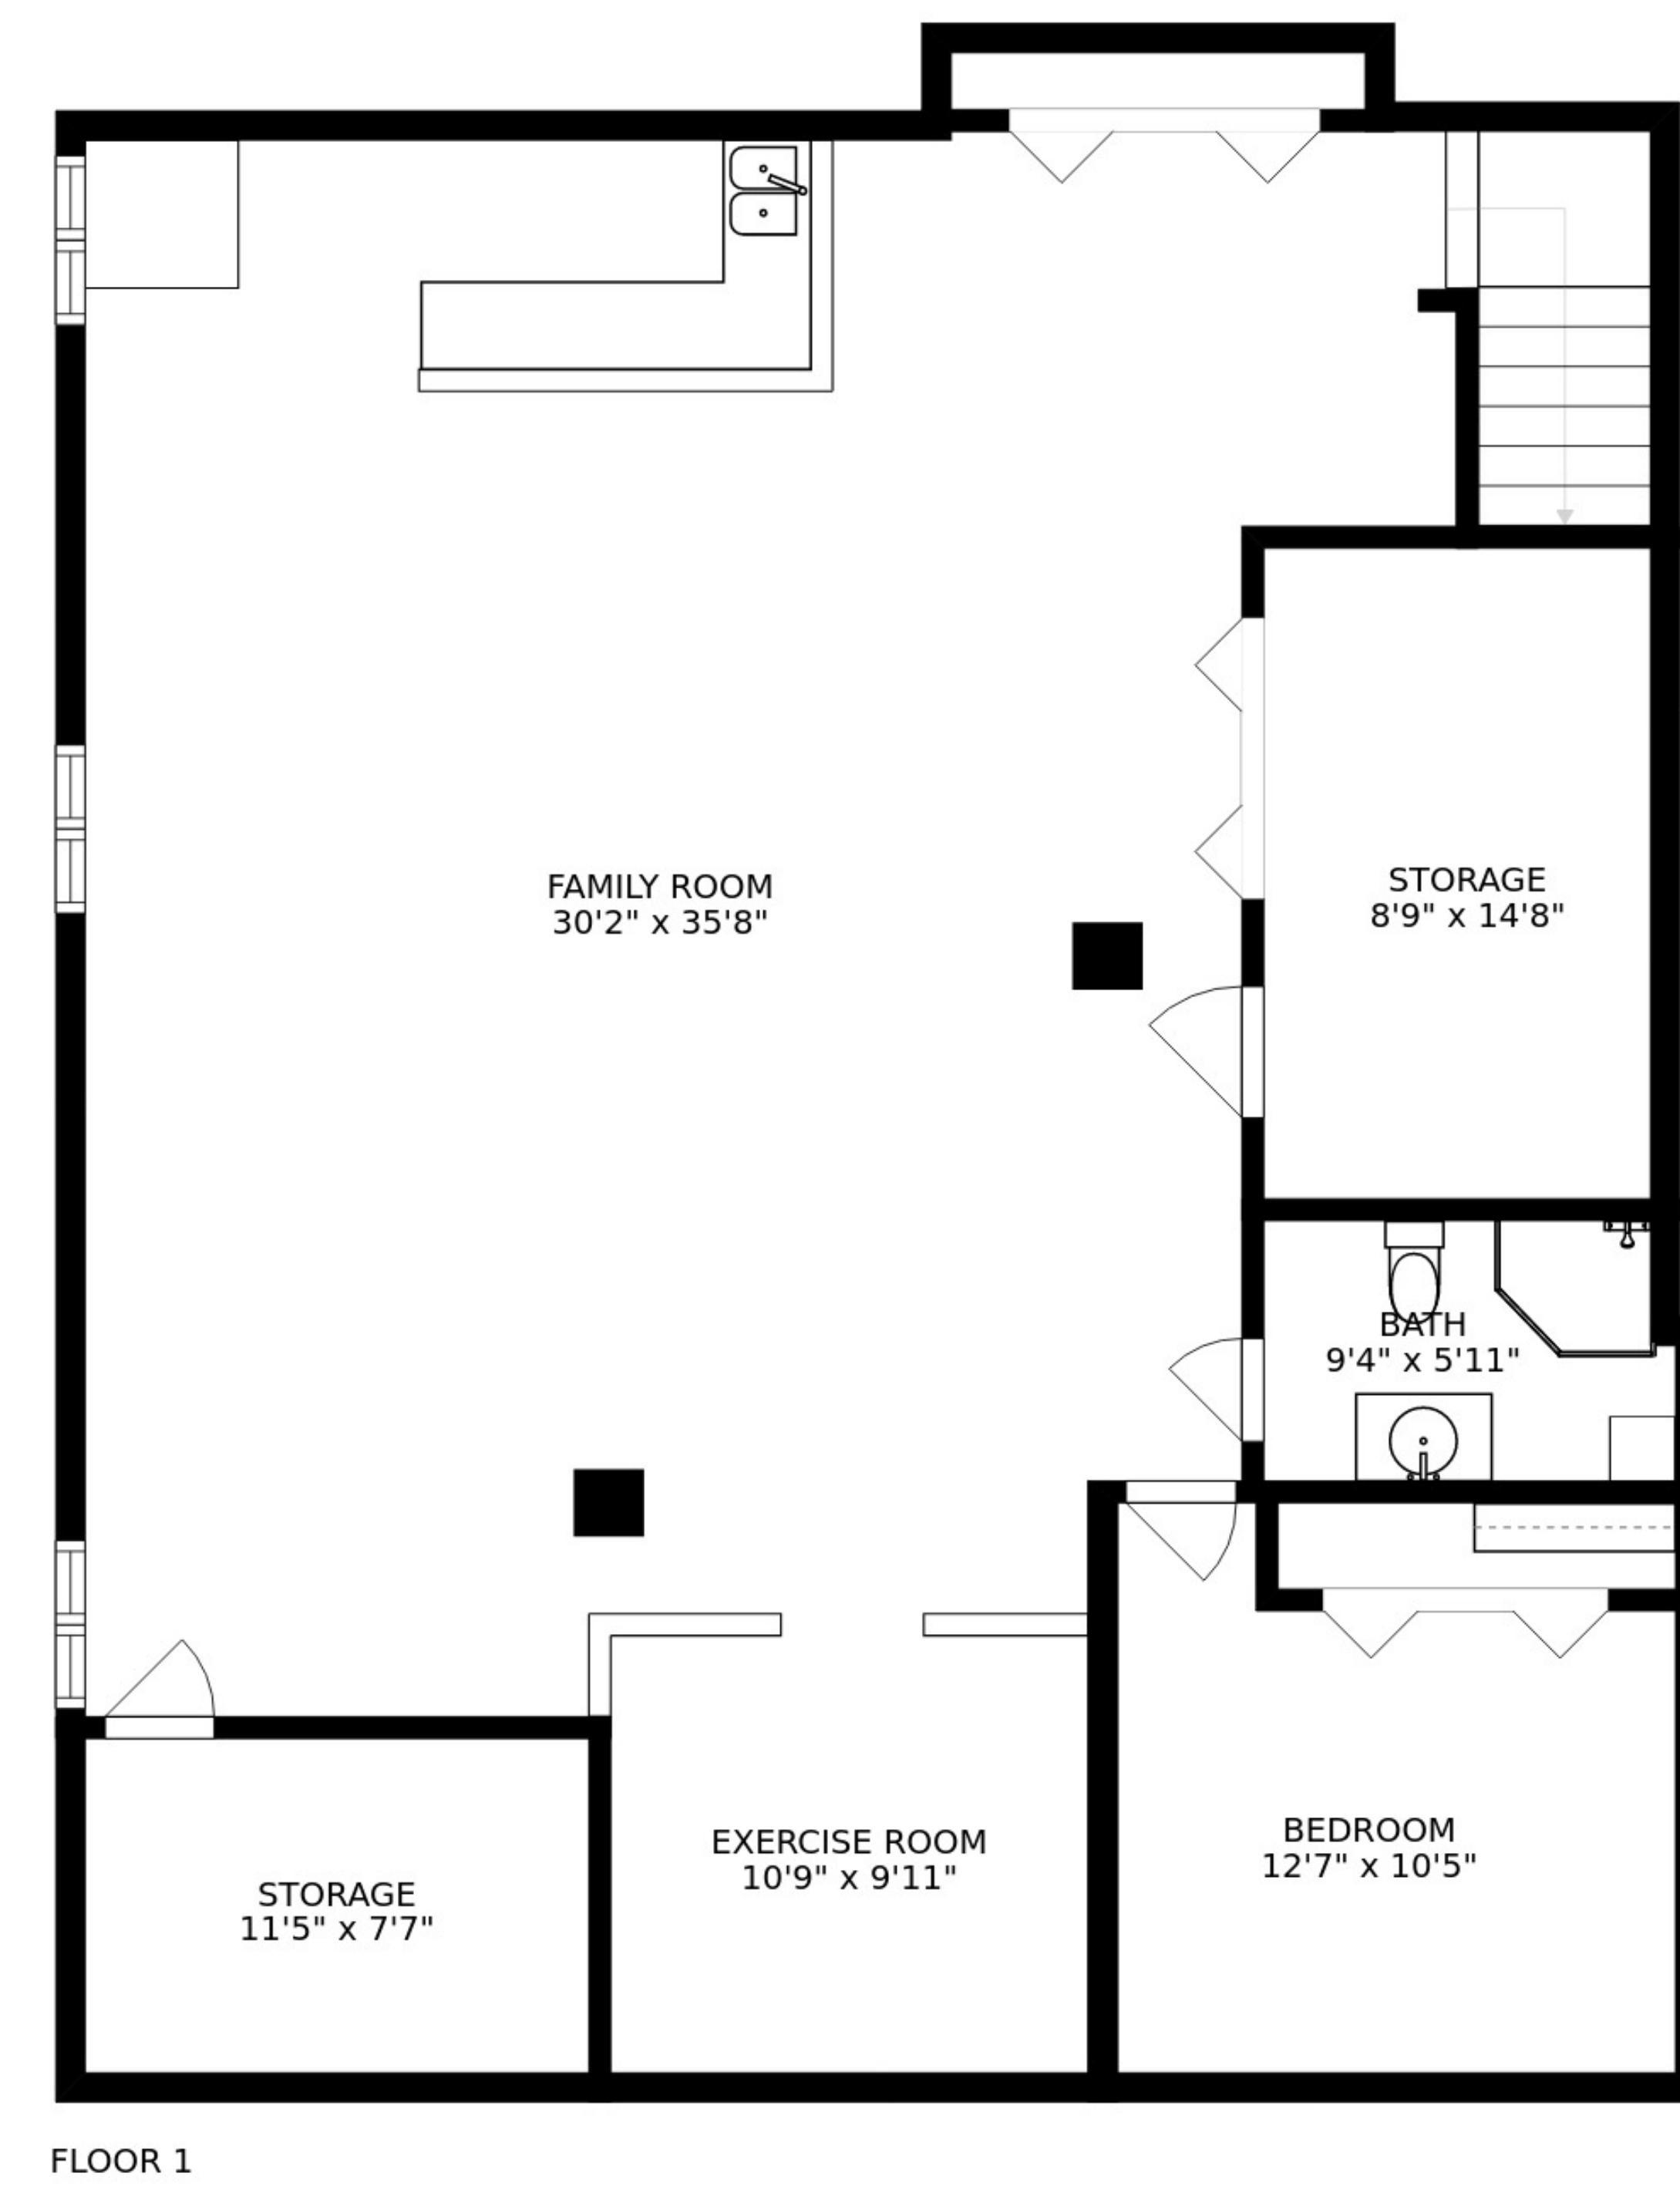 FAMILY ROOM
30'2" x 35'8"
STORAGE
8'9" x 14'8"
BATH
9'4" x 5'11"
EXERCISE ROOM
10'9" x 9'11"
BEDROOM
12'7" x 10'5"
STORAGE
11'5" x 7'7"
FLOOR 1